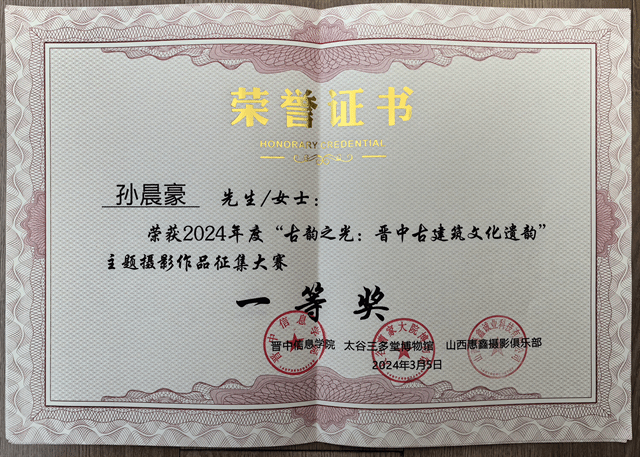 荣誉证书
HONORARY CREDENTIAL
孙晨豪 先生/女士：
荣获2024年度“古韵之光：晋中古建筑文化遗韵”
主题摄影作品征集大赛
一等奖
晋中信息学院 太谷三多堂博物馆 山西惠鑫摄影俱乐部
2024年3月5日